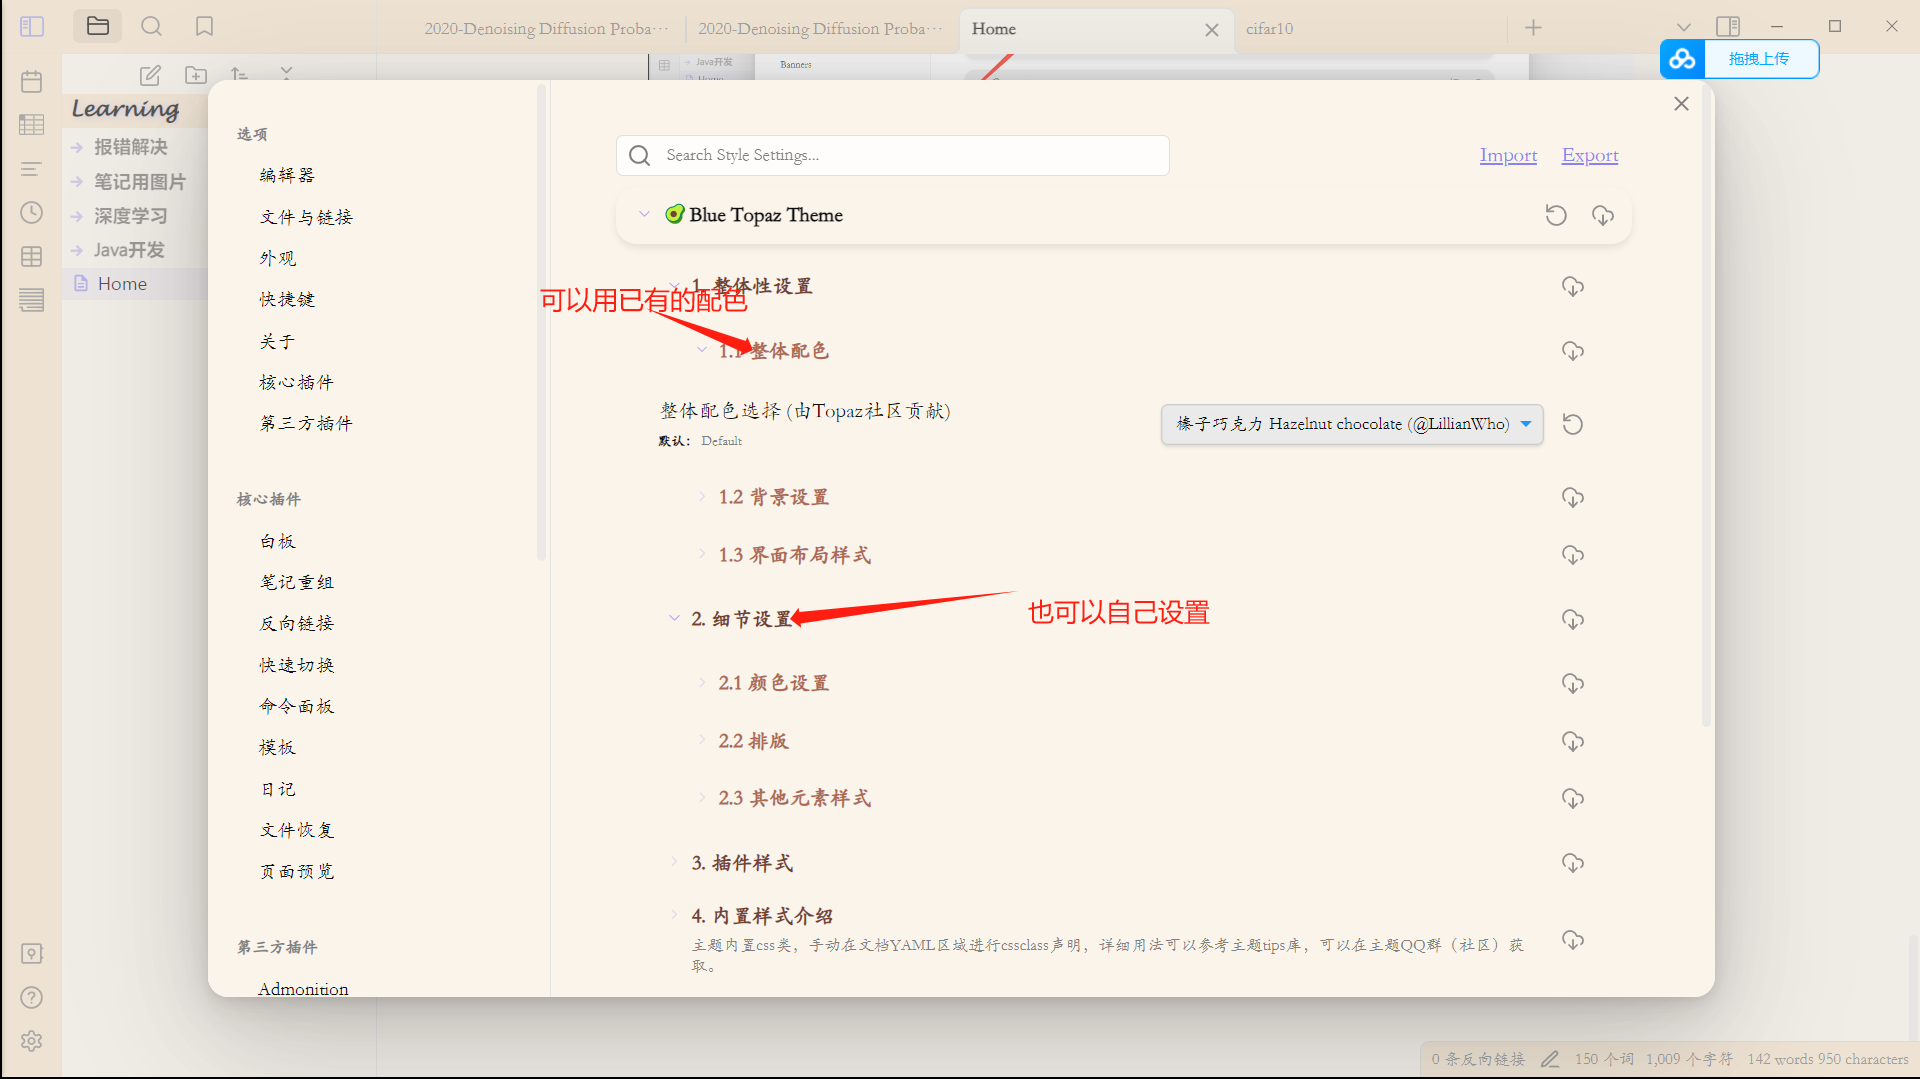 2020-Denoising Diffusion Proba···
2020-Denoising Diffusion Proba···
Home
cifar10
拖拽上传
Java开发
Banners
Learning
报错解决
笔记用图片
深度学习
Java开发
Home
选项
编辑器
文件与链接
外观
快捷键
关于
核心插件
第三方插件
核心插件
白板
笔记重组
反向链接
快速切换
命令面板
模板
日记
文件恢复
页面预览
第三方插件
Admonition
Search Style Settings...
Import
Export
🥑 Blue Topaz Theme
1. 整体性设置
可以用已有的配色
1.1 整体配色
整体配色选择 (由Topaz社区贡献)
默认： Default
榛子巧克力 Hazelnut chocolate (@LillianWho)
1.2 背景设置
1.3 界面布局样式
2. 细节设置
也可以自己设置
2.1 颜色设置
2.2 排版
2.3 其他元素样式
3. 插件样式
4. 内置样式介绍
主题内置css类，手动在文档YAML区域进行cssclass声明，详细用法可以参考主题tips库，可以在主题QQ群（社区）获
取。
0 条反向链接
150 个词
1,009 个字符
142 words 950 characters